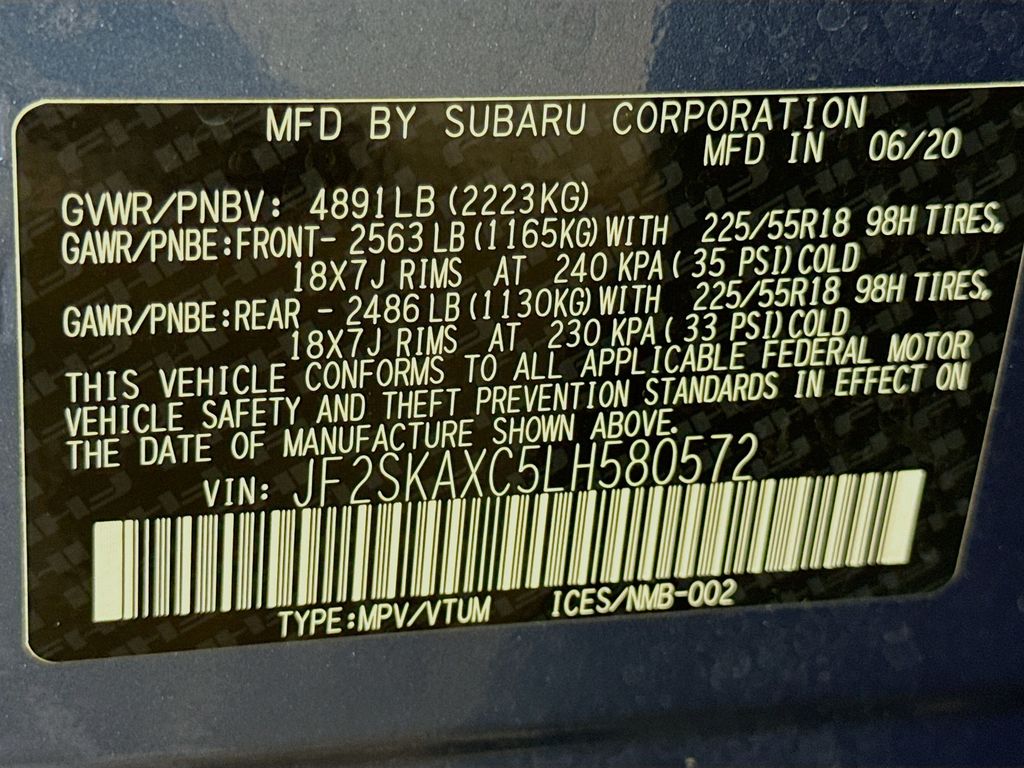 MFD BY SUBARU CORPORATION
MFD IN 06/20
GVWR/PNBV: 4891LB (2223KG)
GAWR/PNBE:FRONT- 2563 LB (1165KG) WITH 225/55R18 98H TIRES,
18X7J RIMS AT 240 KPA ( 35 PSI) COLD
GAWR/PNBE:REAR - 2486 LB (1130KG) WITH 225/55R18 98H TIRES,
18X7J RIMS AT 230 KPA ( 33 PSI) COLD
THIS VEHICLE CONFORMS TO ALL APPLICABLE FEDERAL MOTOR
VEHICLE SAFETY AND THEFT PREVENTION STANDARDS IN EFFECT ON
THE DATE OF MANUFACTURE SHOWN ABOVE.
VIN: JF2SKAXC5LH580572
TYPE:MPV/VTUM ICES/NMB-002